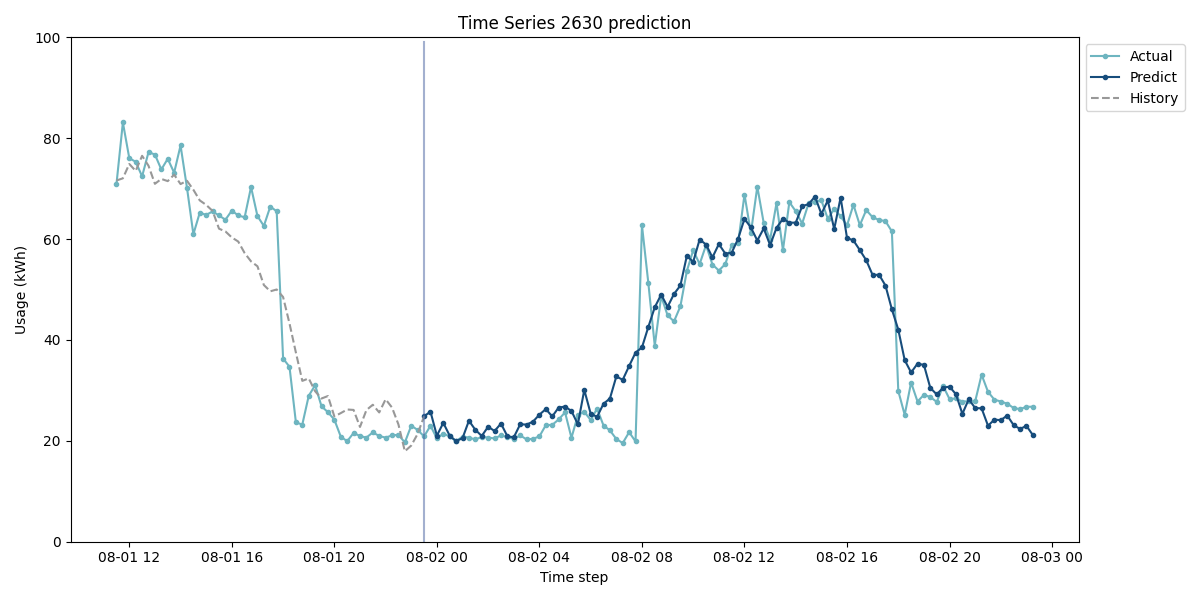 Time Series 2630 prediction
100
80
60
40
20
0
Usage (kWh)
08-01 12
08-01 16
08-01 20
08-02 00
08-02 04
08-02 08
08-02 12
08-02 16
08-02 20
08-03 00
Time step
Actual
Predict
History